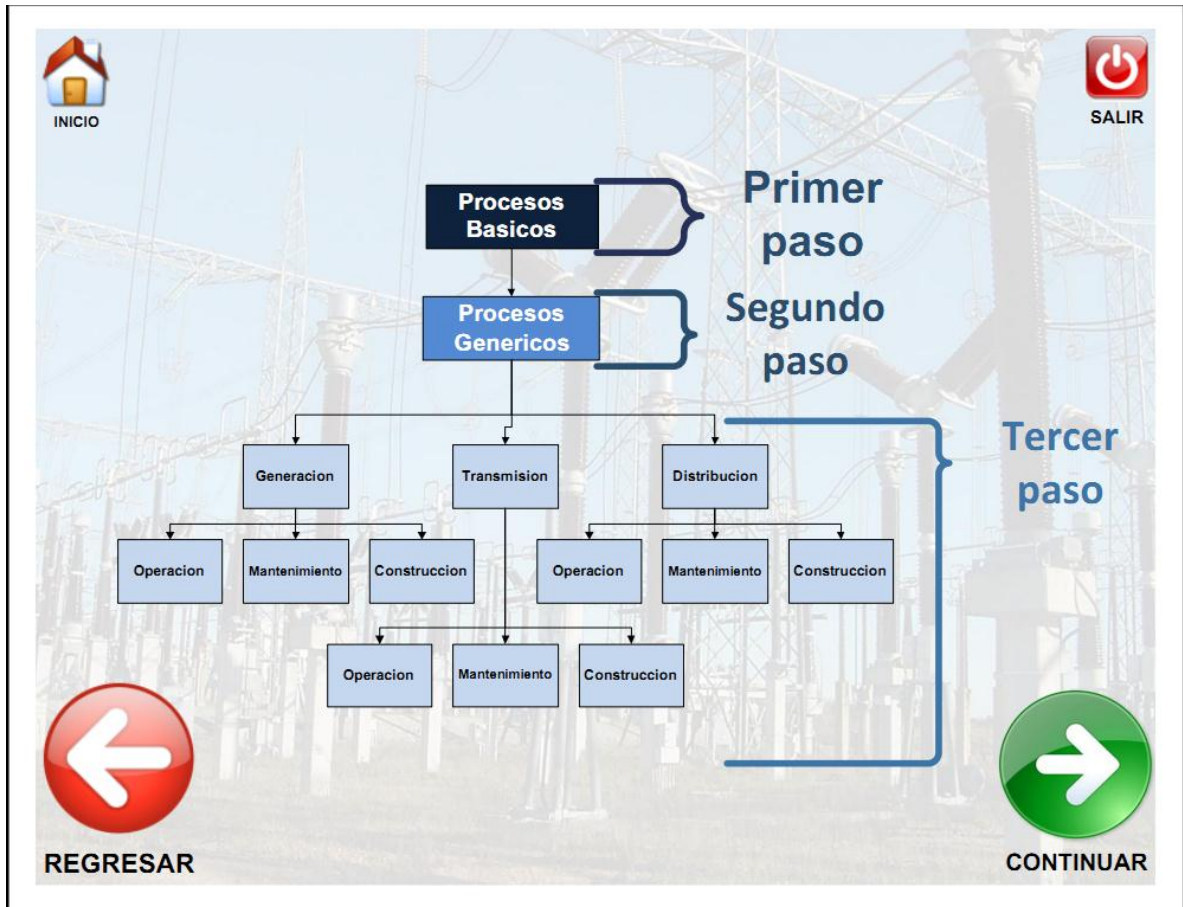 INICIO
SALIR
Procesos
Basicos
Primer
paso
Procesos
Genericos
Segundo
paso
Generacion
Transmision
Distribucion
Tercer
paso
Operacion
Mantenimiento
Construccion
Operacion
Mantenimiento
Construccion
Operacion
Mantenimiento
Construccion
REGRESAR
CONTINUAR